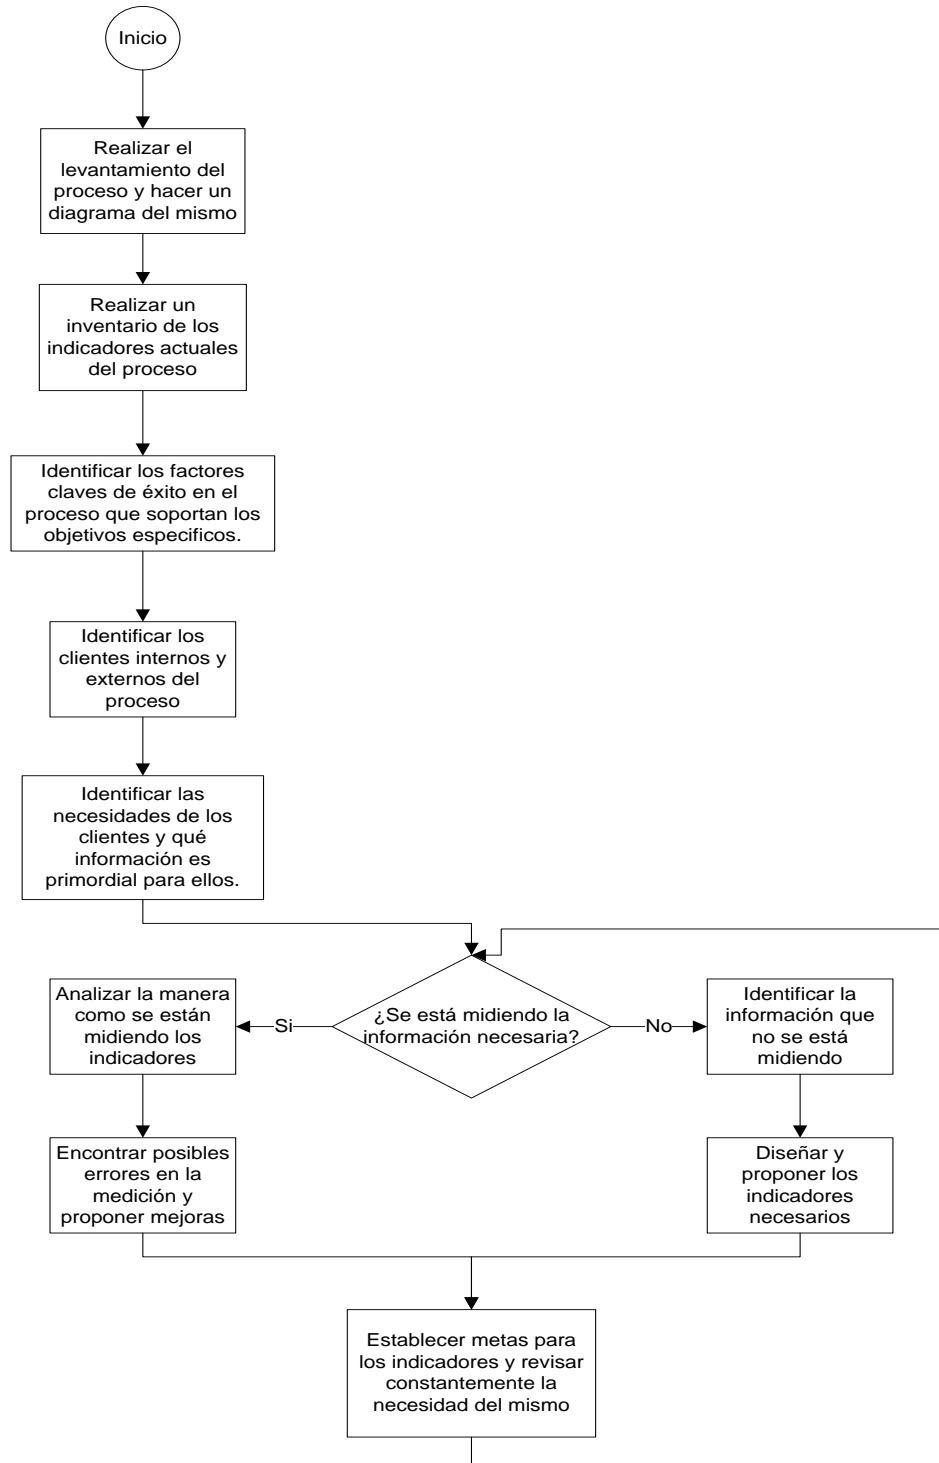 Inicio
Realizar el
levantamiento del
proceso y hacer un
diagrama del mismo
Realizar un
inventario de los
indicadores actuales
del proceso
Identificar los factores
claves de éxito en el
proceso que soportan los
objetivos especificos.
Identificar los
clientes internos y
externos del
proceso
Identificar las
necesidades de los
clientes y qué
información es
primordial para ellos.
¿Se está midiendo la
información necesaria?
Si
No
Analizar la manera
como se están
midiendo los
indicadores
Identificar la
información que
no se está
midiendo
Encontrar posibles
errores en la
medición y
proponer mejoras
Diseñar y
proponer los
indicadores
necesarios
Establecer metas para
los indicadores y revisar
constantemente la
necesidad del mismo